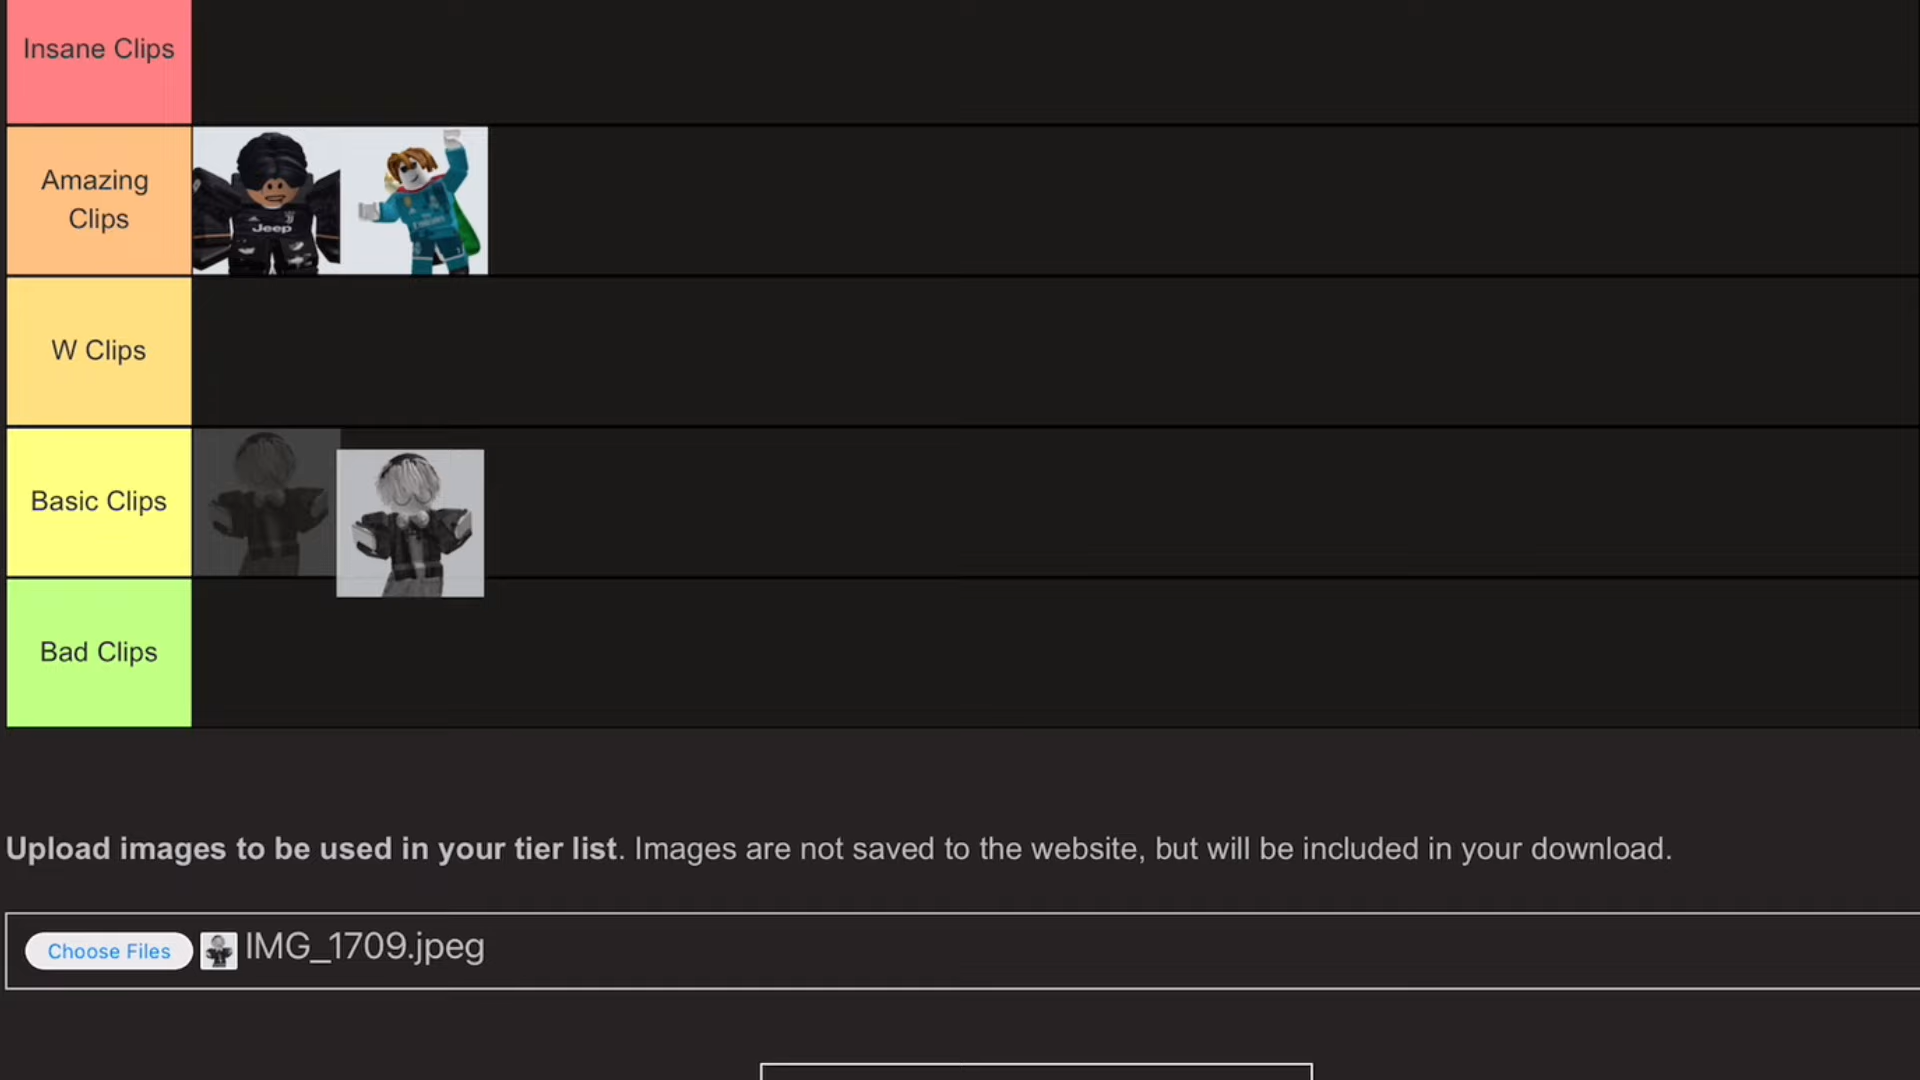 Insane Clips
Amazing
Clips
Jeep
W Clips
Basic Clips
Bad Clips
Upload images to be used in your tier list. Images are not saved to the website, but will be included in your download.
Choose Files IMG_1709.jpeg